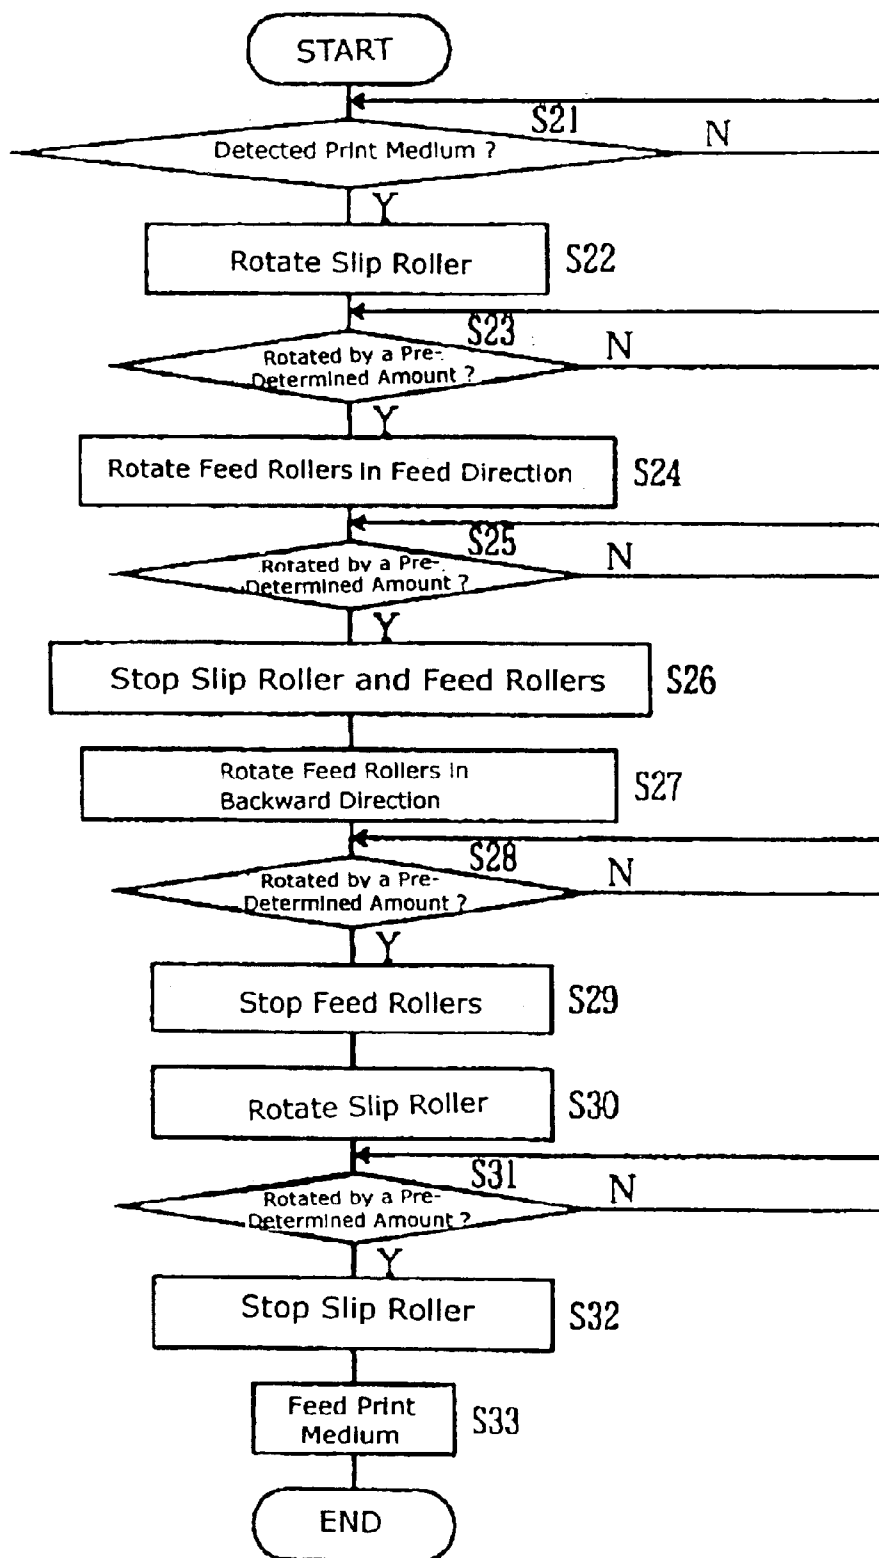 START
S21
Detected Print Medium ?
N
Y
Rotate Slip Roller
S22
S23
Rotated by a Pre-
Determined Amount ?
N
Y
Rotate Feed Rollers in Feed Direction
S24
S25
Rotated by a Pre-
Determined Amount ?
N
Y
Stop Slip Roller and Feed Rollers
S26
Rotate Feed Rollers in
Backward Direction
S27
S28
Rotated by a Pre-
Determined Amount ?
N
Y
Stop Feed Rollers
S29
Rotate Slip Roller
S30
S31
Rotated by a Pre-
Determined Amount ?
N
Y
Stop Slip Roller
S32
Feed Print
Medium
S33
END